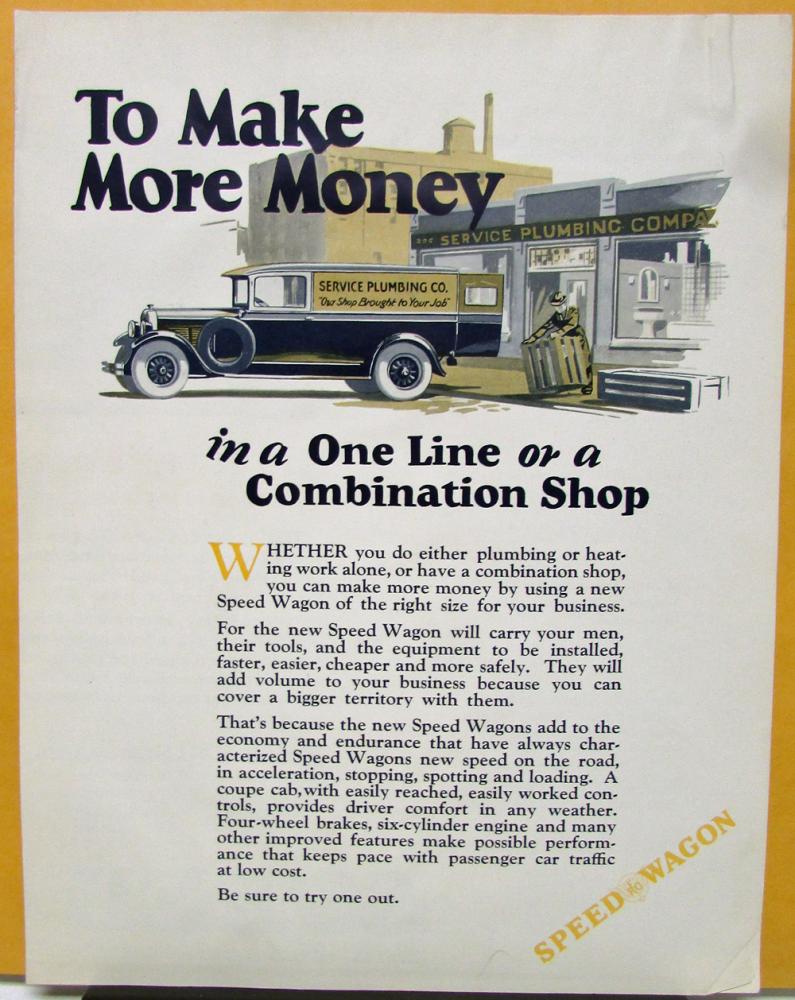 To Make
More Money
SERVICE PLUMBING COMPA
SERVICE PLUMBING CO.
"Our Shop Brought to Your Job"
in a One Line or a
Combination Shop
WHETHER you do either plumbing or heat-
ing work alone, or have a combination shop,
you can make more money by using a new
Speed Wagon of the right size for your business.
For the new Speed Wagon will carry your men,
their tools, and the equipment to be installed,
faster, easier, cheaper and more safely. They will
add volume to your business because you can
cover a bigger territory with them.
That's because the new Speed Wagons add to the
economy and endurance that have always char-
acterized Speed Wagons new speed on the road,
in acceleration, stopping, spotting and loading. A
coupe cab, with easily reached, easily worked con-
trols, provides driver comfort in any weather.
Four-wheel brakes, six-cylinder engine and many
other improved features make possible perform-
ance that keeps pace with passenger car traffic
at low cost.
Be sure to try one out.
SPEED WAGON